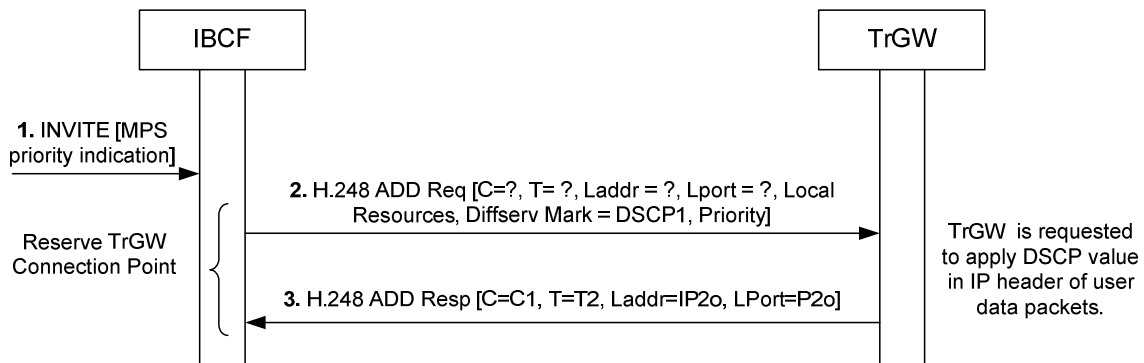 IBCF
TrGW
1. INVITE [MPS
priority indication]
2. H.248 ADD Req [C=?, T= ?, Laddr = ?, Lport = ?, Local
Resources, Diffserv Mark = DSCP1, Priority]
Reserve TrGW
Connection Point
TrGW is requested
to apply DSCP value
in IP header of user
data packets.
3. H.248 ADD Resp [C=C1, T=T2, Laddr=IP2o, LPort=P2o]